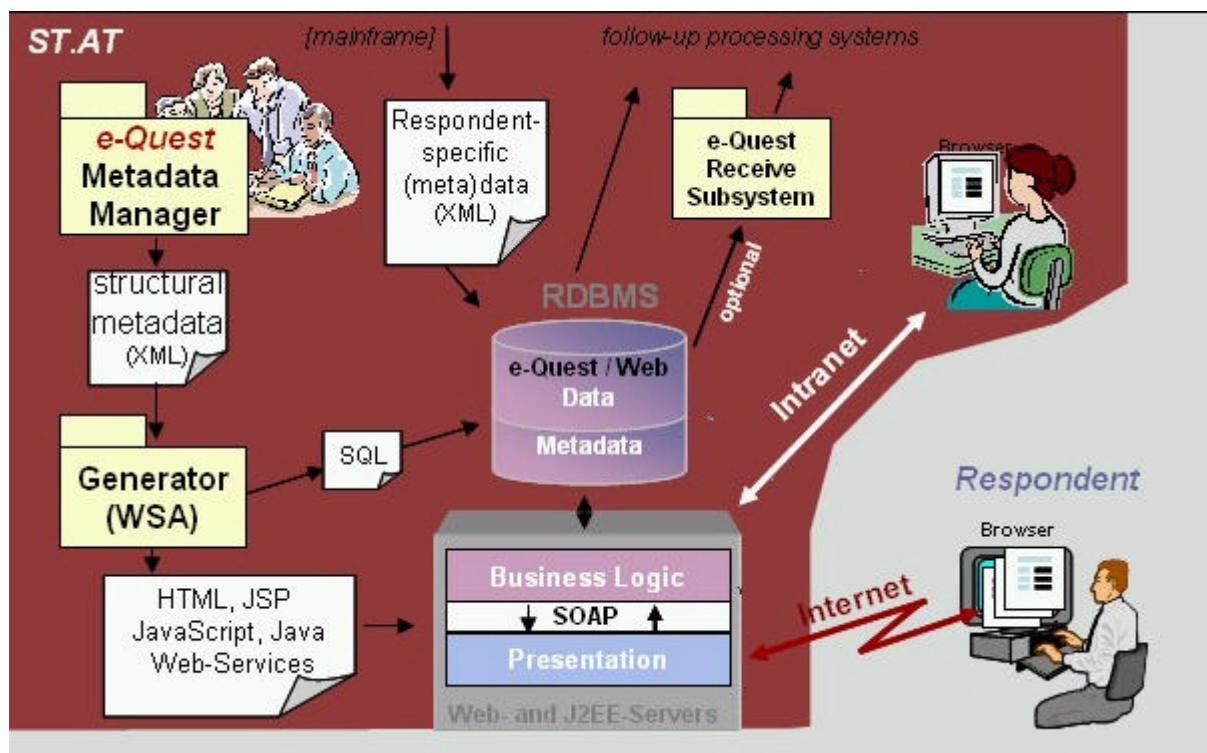 ST.AT
[mainframe]
follow-up processing systems
e-Quest
Metadata
Manager
Respondent-
specific
(meta)data
(XML)
e-Quest
Receive
Subsystem
Browser
structural
metadata
(XML)
optional
RDBMS
e-Quest / Web
Data
Metadata
Intranet
Generator
(WSA)
SQL
Respondent
Browser
HTML, JSP
JavaScript, Java
Web-Services
Business Logic
SOAP
Presentation
Internet
Web- and J2EE-Servers